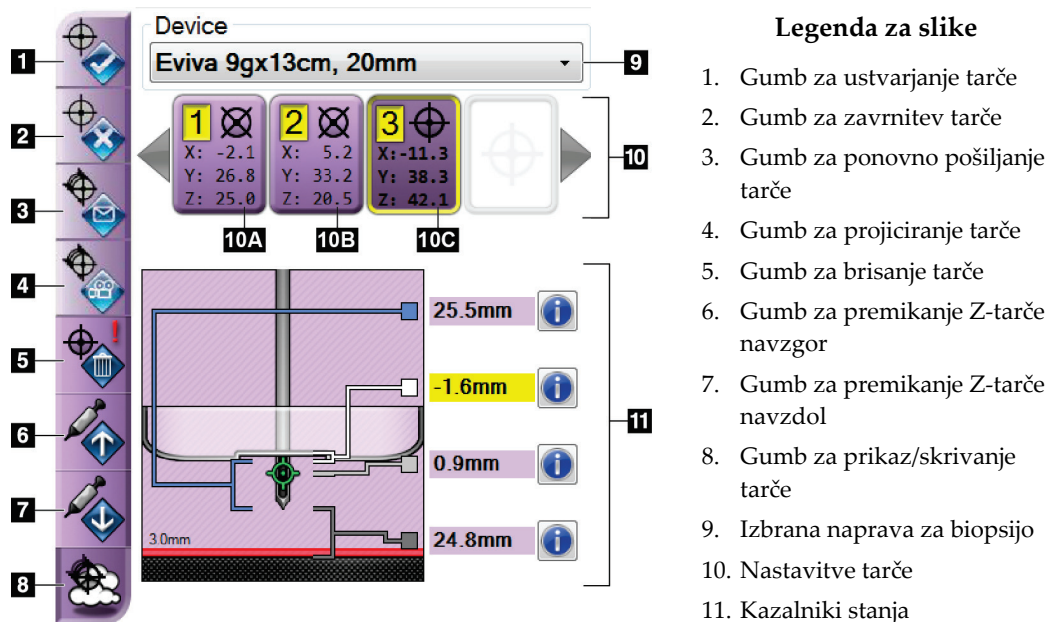 Device
Eviva 9gx13cm, 20mm
1
2
3
4
5
6
7
8
9
10
11
1
X: -2.1
Y: 26.8
Z: 25.0
2
X: 5.2
Y: 33.2
Z: 20.5
3
X:-11.3
Y: 38.3
Z: 42.1
10A
10B
10C
25.5mm
-1.6mm
0.9mm
24.8mm
3.0mm
Legenda za slike
1. Gumb za ustvarjanje tarče
2. Gumb za zavrnitev tarče
3. Gumb za ponovno pošiljanje
tarče
4. Gumb za projiciranje tarče
5. Gumb za brisanje tarče
6. Gumb za premikanje Z-tarče
navzgor
7. Gumb za premikanje Z-tarče
navzdol
8. Gumb za prikaz/skrivanje
tarče
9. Izbrana naprava za biopsijo
10. Nastavitve tarče
11. Kazalniki stanja